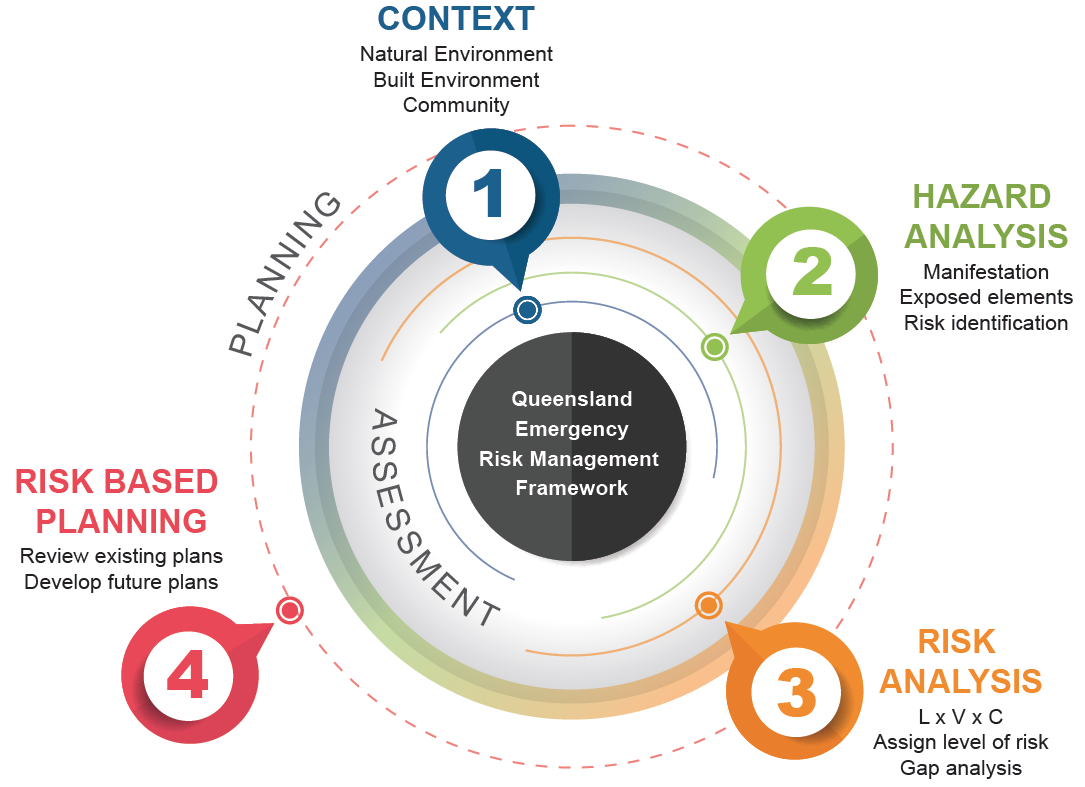 CONTEXT
Natural Environment
Built Environment
Community
1
PLANNING
2
HAZARD
ANALYSIS
Manifestation
Exposed elements
Risk identification
Queensland
Emergency
Risk Management
Framework
ASSESSMENT
RISK BASED
PLANNING
Review existing plans
Develop future plans
4
3
RISK
ANALYSIS
L x V x C
Assign level of risk
Gap analysis